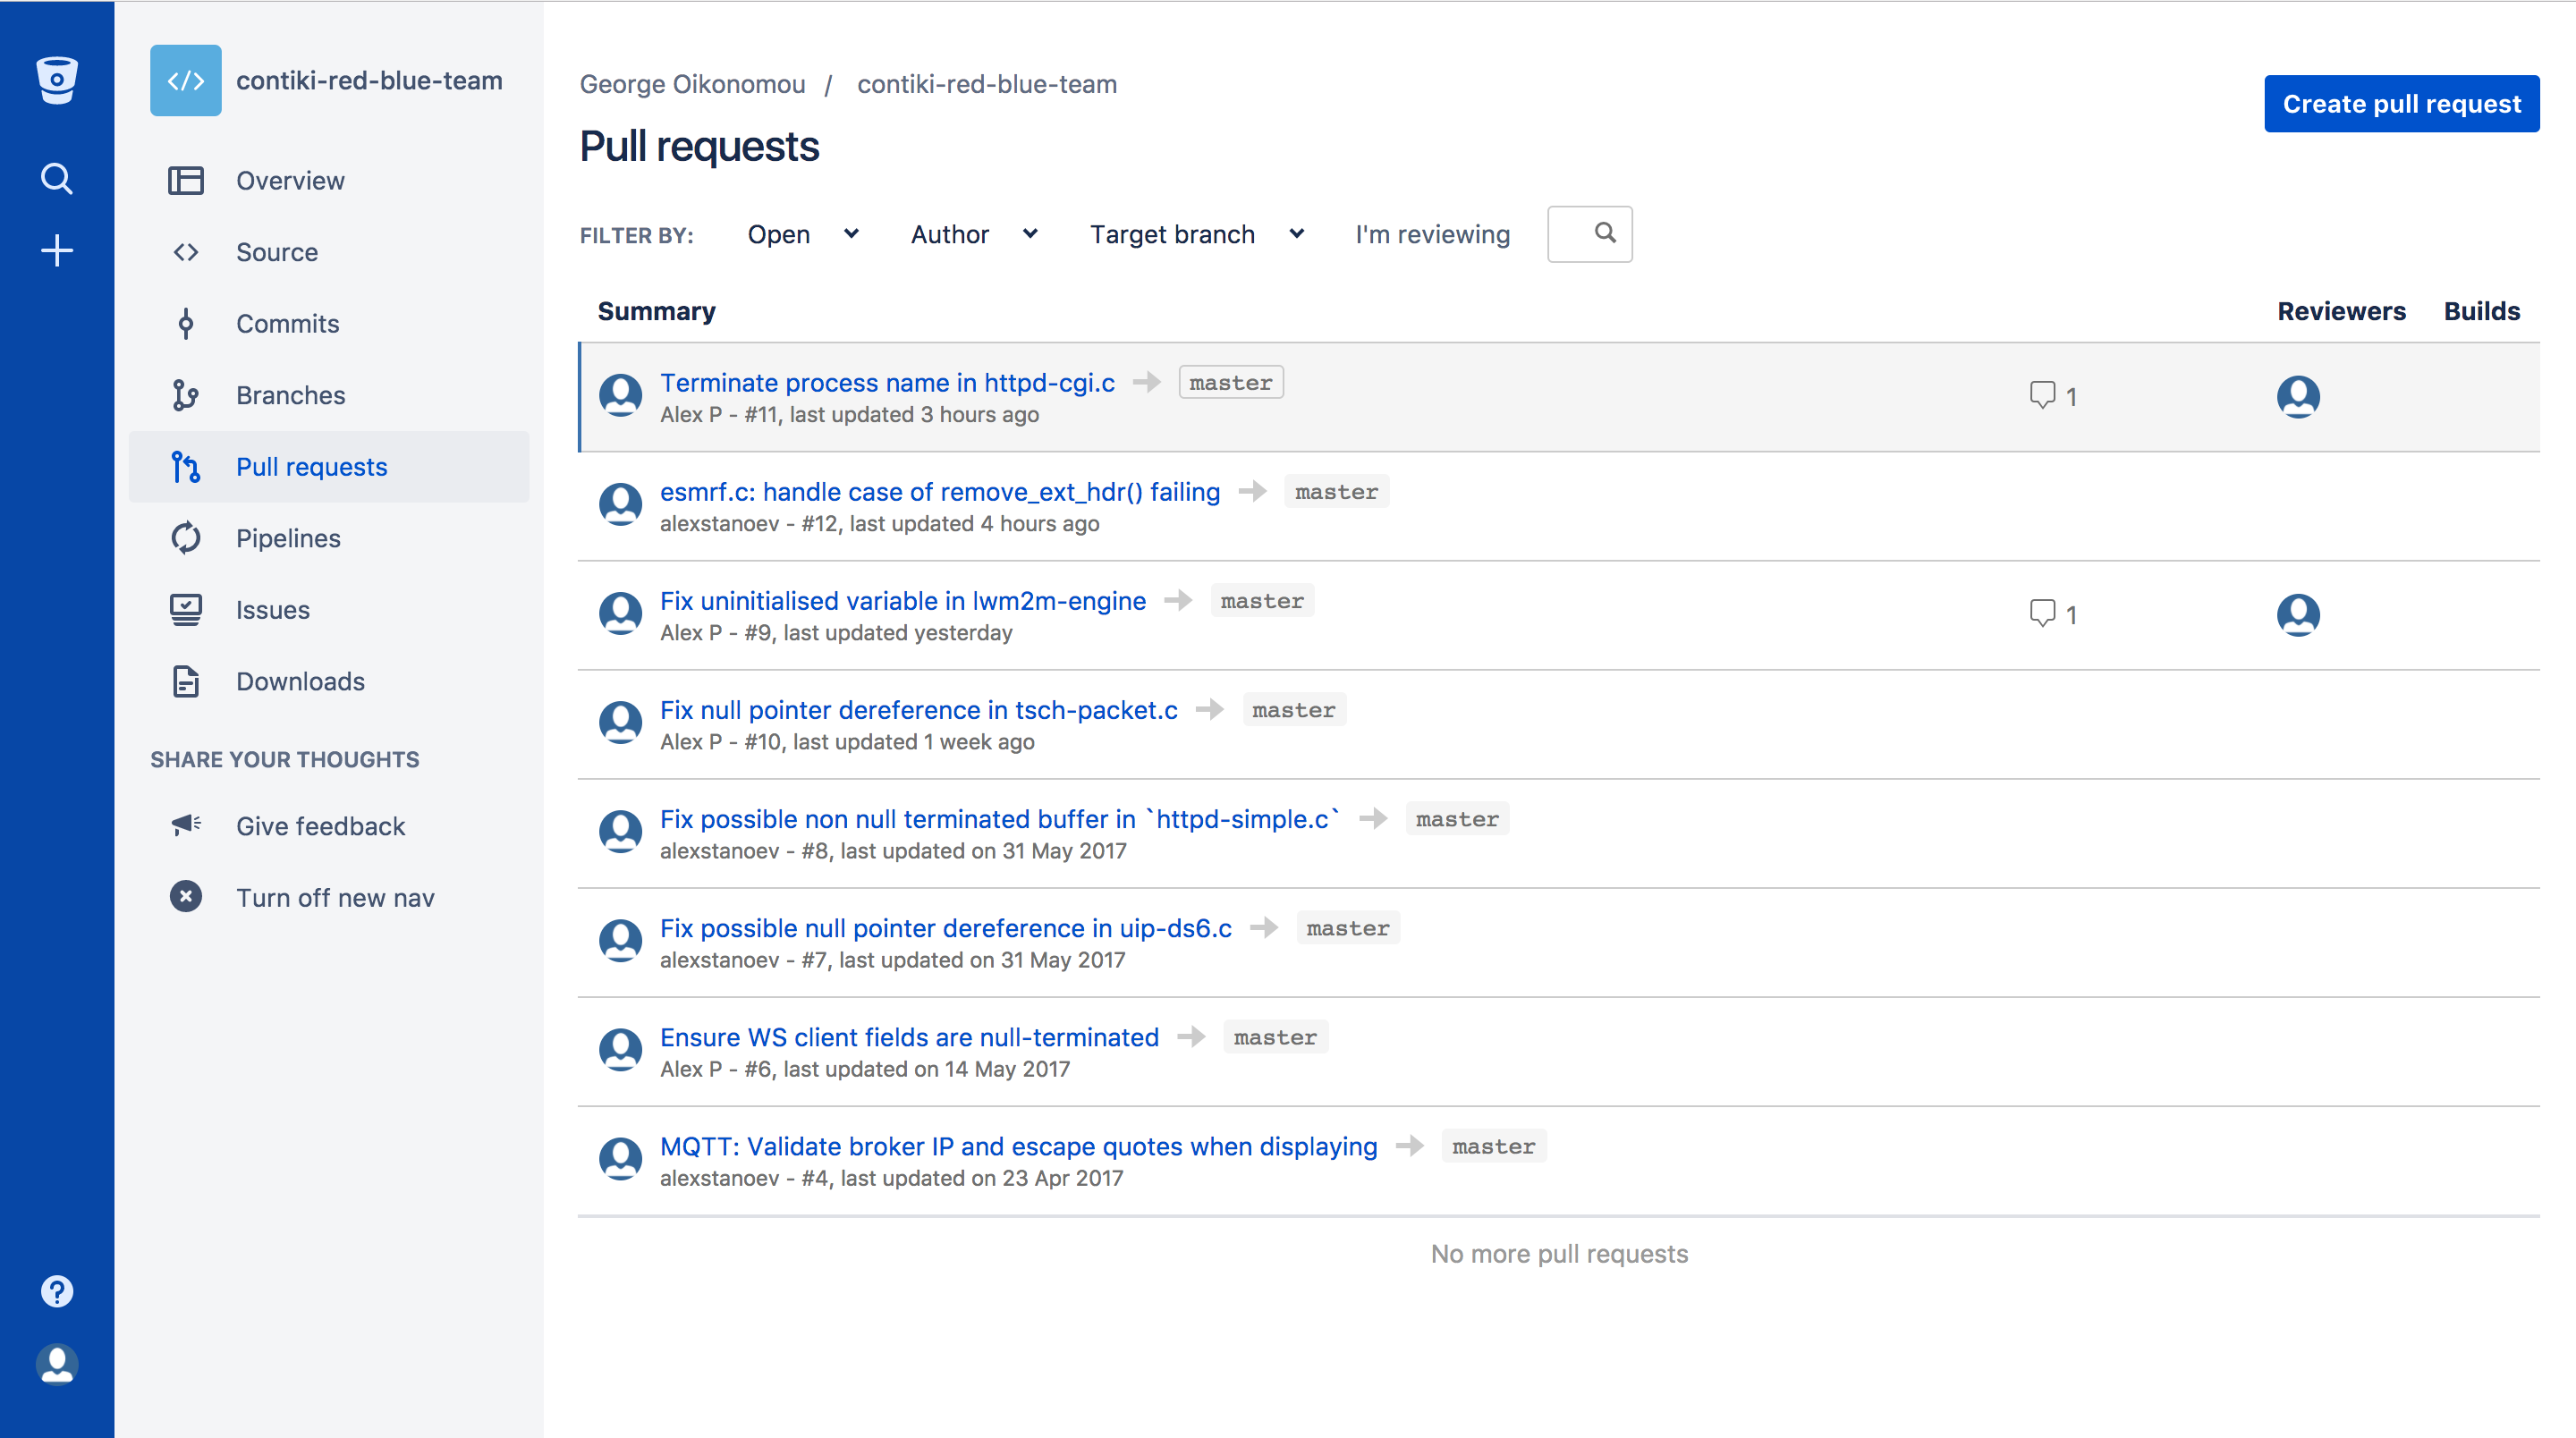 contiki-red-blue-team
Overview
Source
Commits
Branches
Pull requests
Pipelines
Issues
Downloads
SHARE YOUR THOUGHTS
Give feedback
Turn off new nav
George Oikonomou / contiki-red-blue-team
Create pull request
Pull requests
FILTER BY: Open Author Target branch I'm reviewing
Summary Reviewers Builds
Terminate process name in httpd-cgi.c master
1
Alex P - #11, last updated 3 hours ago
esmrf.c: handle case of remove_ext_hdr() failing master
alexstanoev - #12, last updated 4 hours ago
Fix uninitialised variable in lwm2m-engine master
1
Alex P - #9, last updated yesterday
Fix null pointer dereference in tsch-packet.c master
Alex P - #10, last updated 1 week ago
Fix possible non null terminated buffer in `httpd-simple.c` master
alexstanoev - #8, last updated on 31 May 2017
Fix possible null pointer dereference in uip-ds6.c master
alexstanoev - #7, last updated on 31 May 2017
Ensure WS client fields are null-terminated master
Alex P - #6, last updated on 14 May 2017
MQTT: Validate broker IP and escape quotes when displaying master
alexstanoev - #4, last updated on 23 Apr 2017
No more pull requests